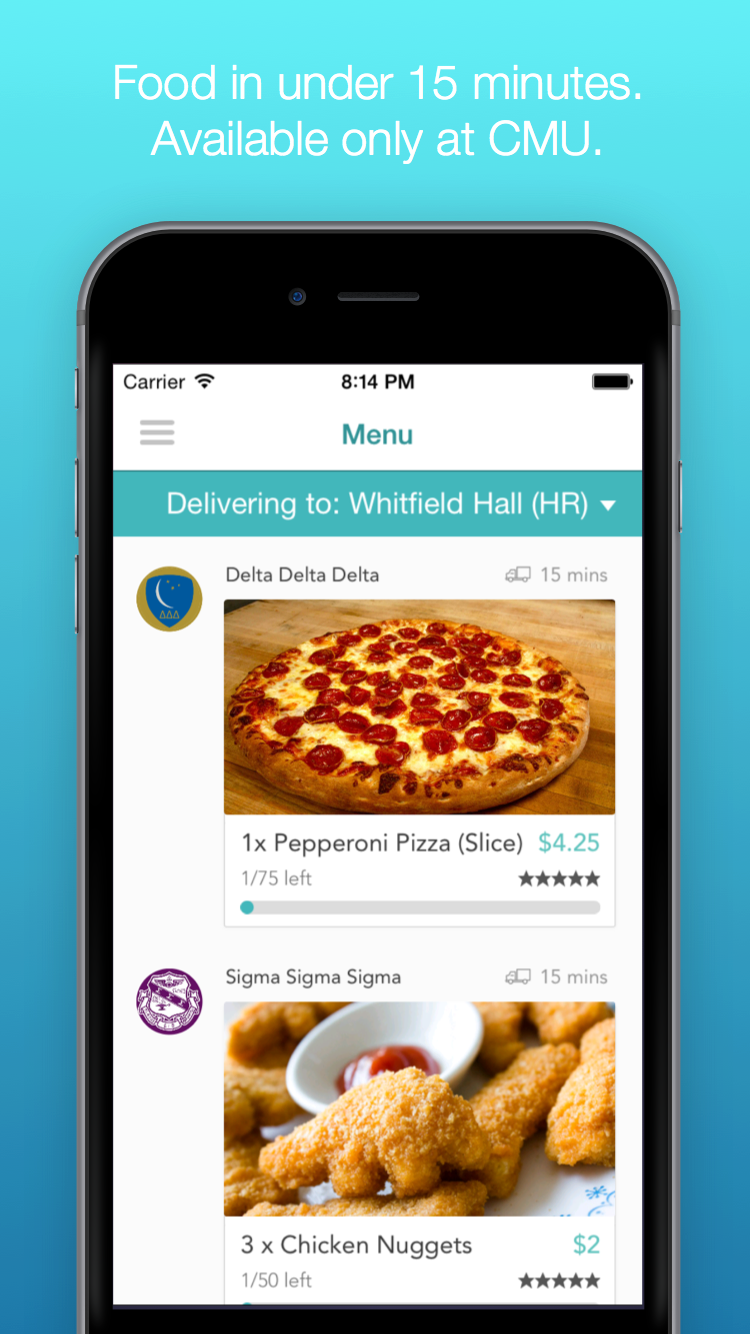 Food in under 15 minutes.
Available only at CMU.
Carrier 8:14 PM
Menu
Delivering to: Whitfield Hall (HR)
Delta Delta Delta 15 mins
ΔΔΔ
1x Pepperoni Pizza (Slice) $4.25
1/75 left
Sigma Sigma Sigma 15 mins
3 x Chicken Nuggets $2
1/50 left